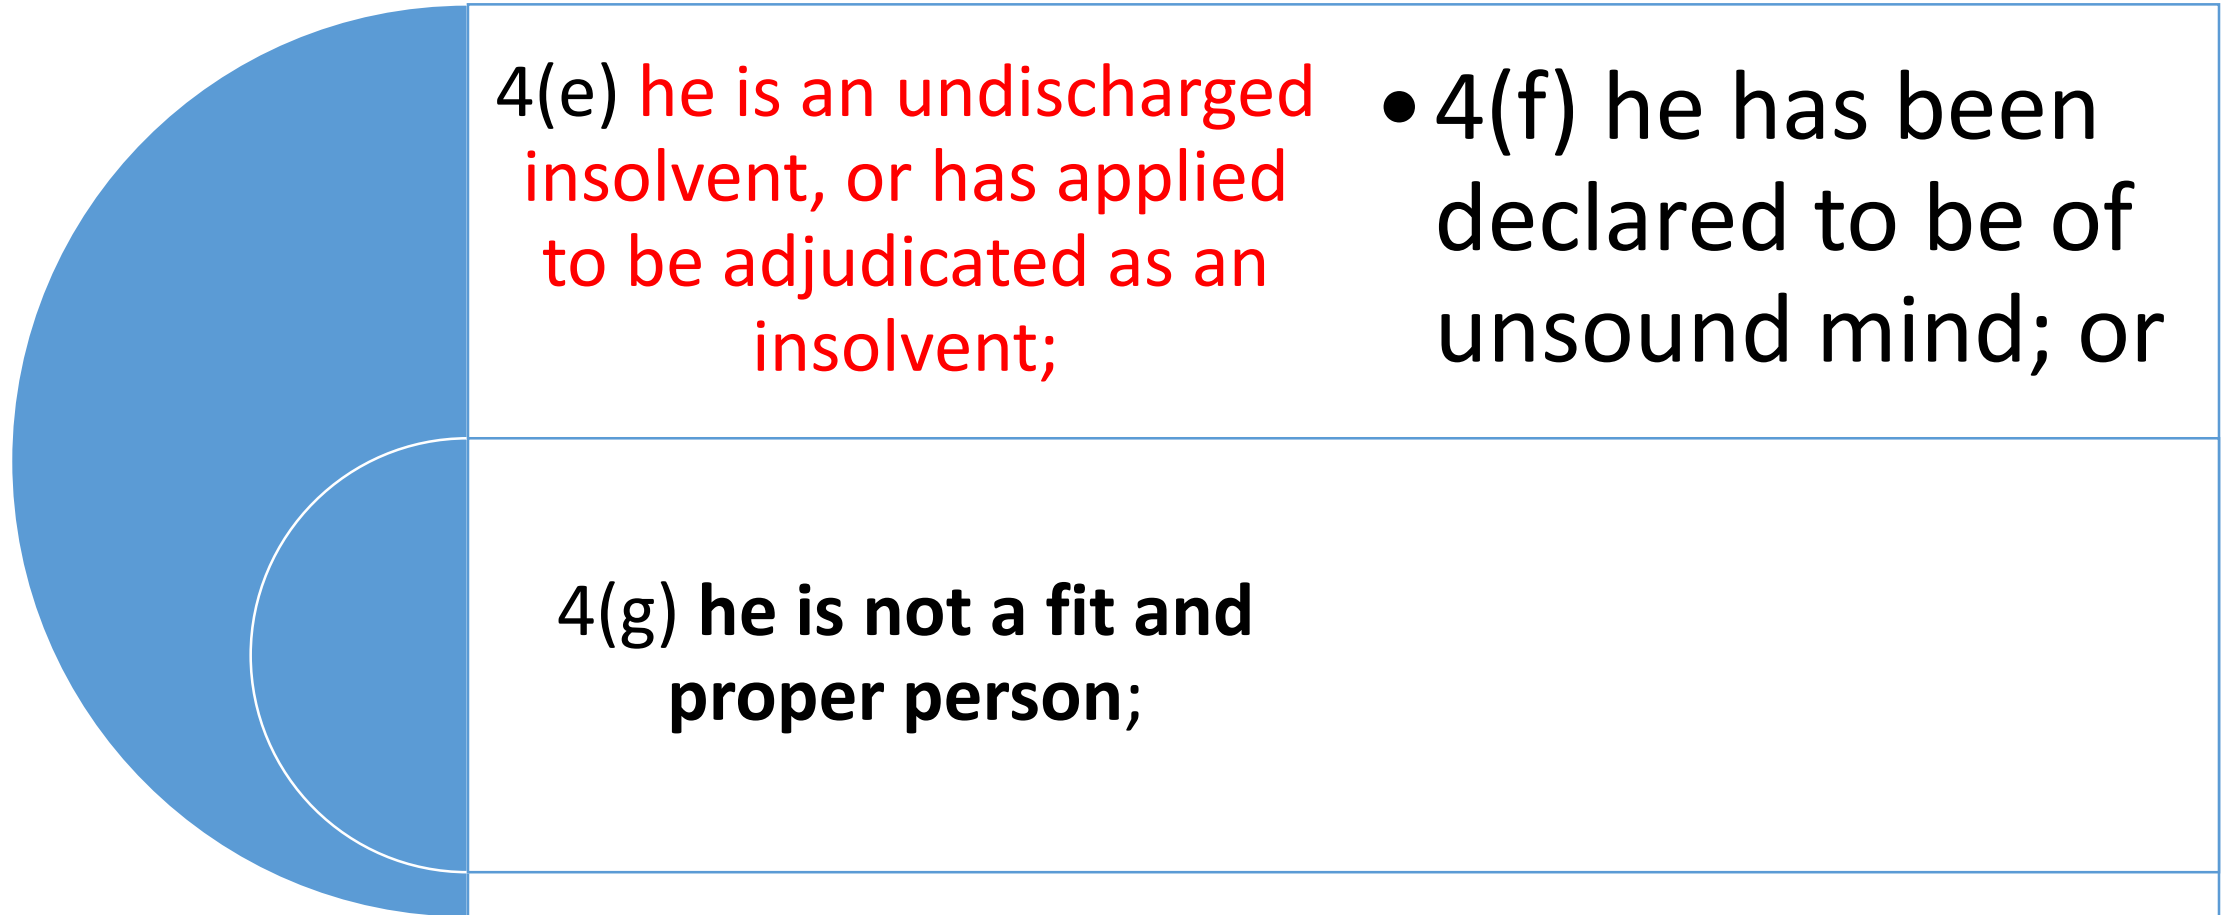 4(e) he is an undischarged
insolvent, or has applied
to be adjudicated as an
insolvent;
• 4(f) he has been
declared to be of
unsound mind; or
4(g) he is not a fit and
proper person;